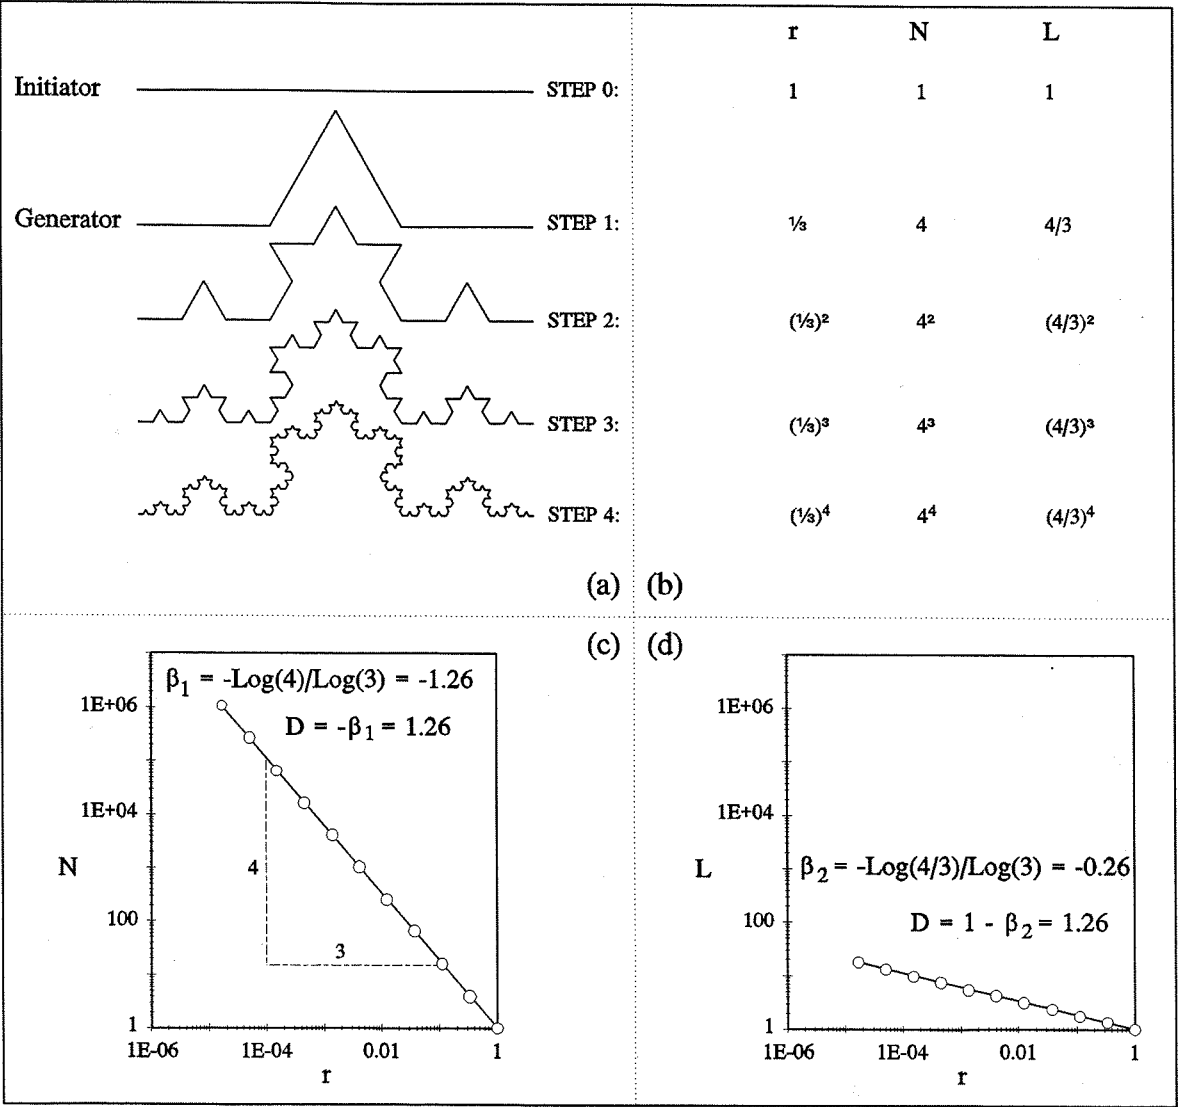 r N L
Initiator STEP 0: 1 1 1
Generator STEP 1: ⅓ 4 4/3
STEP 2: (⅓)² 4² (4/3)²
STEP 3: (⅓)³ 4³ (4/3)³
STEP 4: (⅓)⁴ 4⁴ (4/3)⁴
(a) (b)
(c) (d)
β₁ = -Log(4)/Log(3) = -1.26
D = -β₁ = 1.26
1E+06
1E+04
N
100
1
4
3
1E-06 1E-04 0.01 1
r
1E+06
1E+04
L
100
1
β₂ = -Log(4/3)/Log(3) = -0.26
D = 1 - β₂ = 1.26
1E-06 1E-04 0.01 1
r